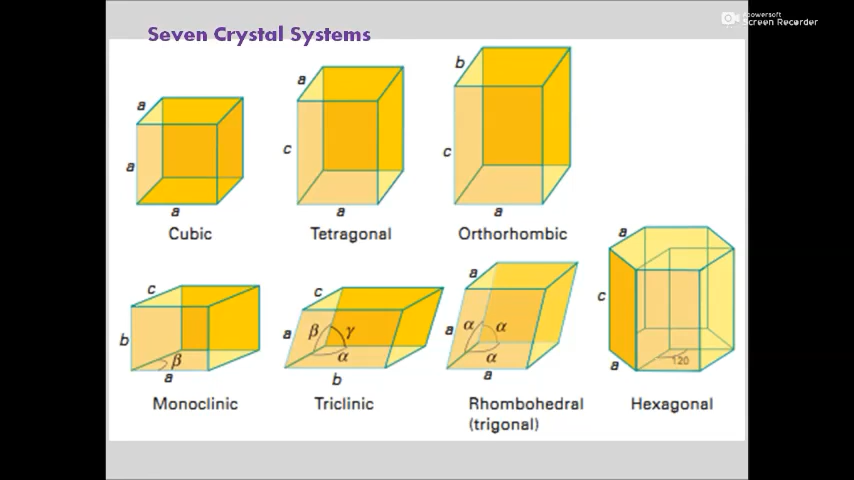 Seven Crystal Systems
Apowersoft
Screen Recorder
a
a
a
Cubic
a
c
a
Tetragonal
b
c
a
Orthorhombic
c
b
β
a
Monoclinic
c
a
β
γ
α
b
Triclinic
a
a
α
α
α
a
Rhombohedral
(trigonal)
a
c
a
120
Hexagonal